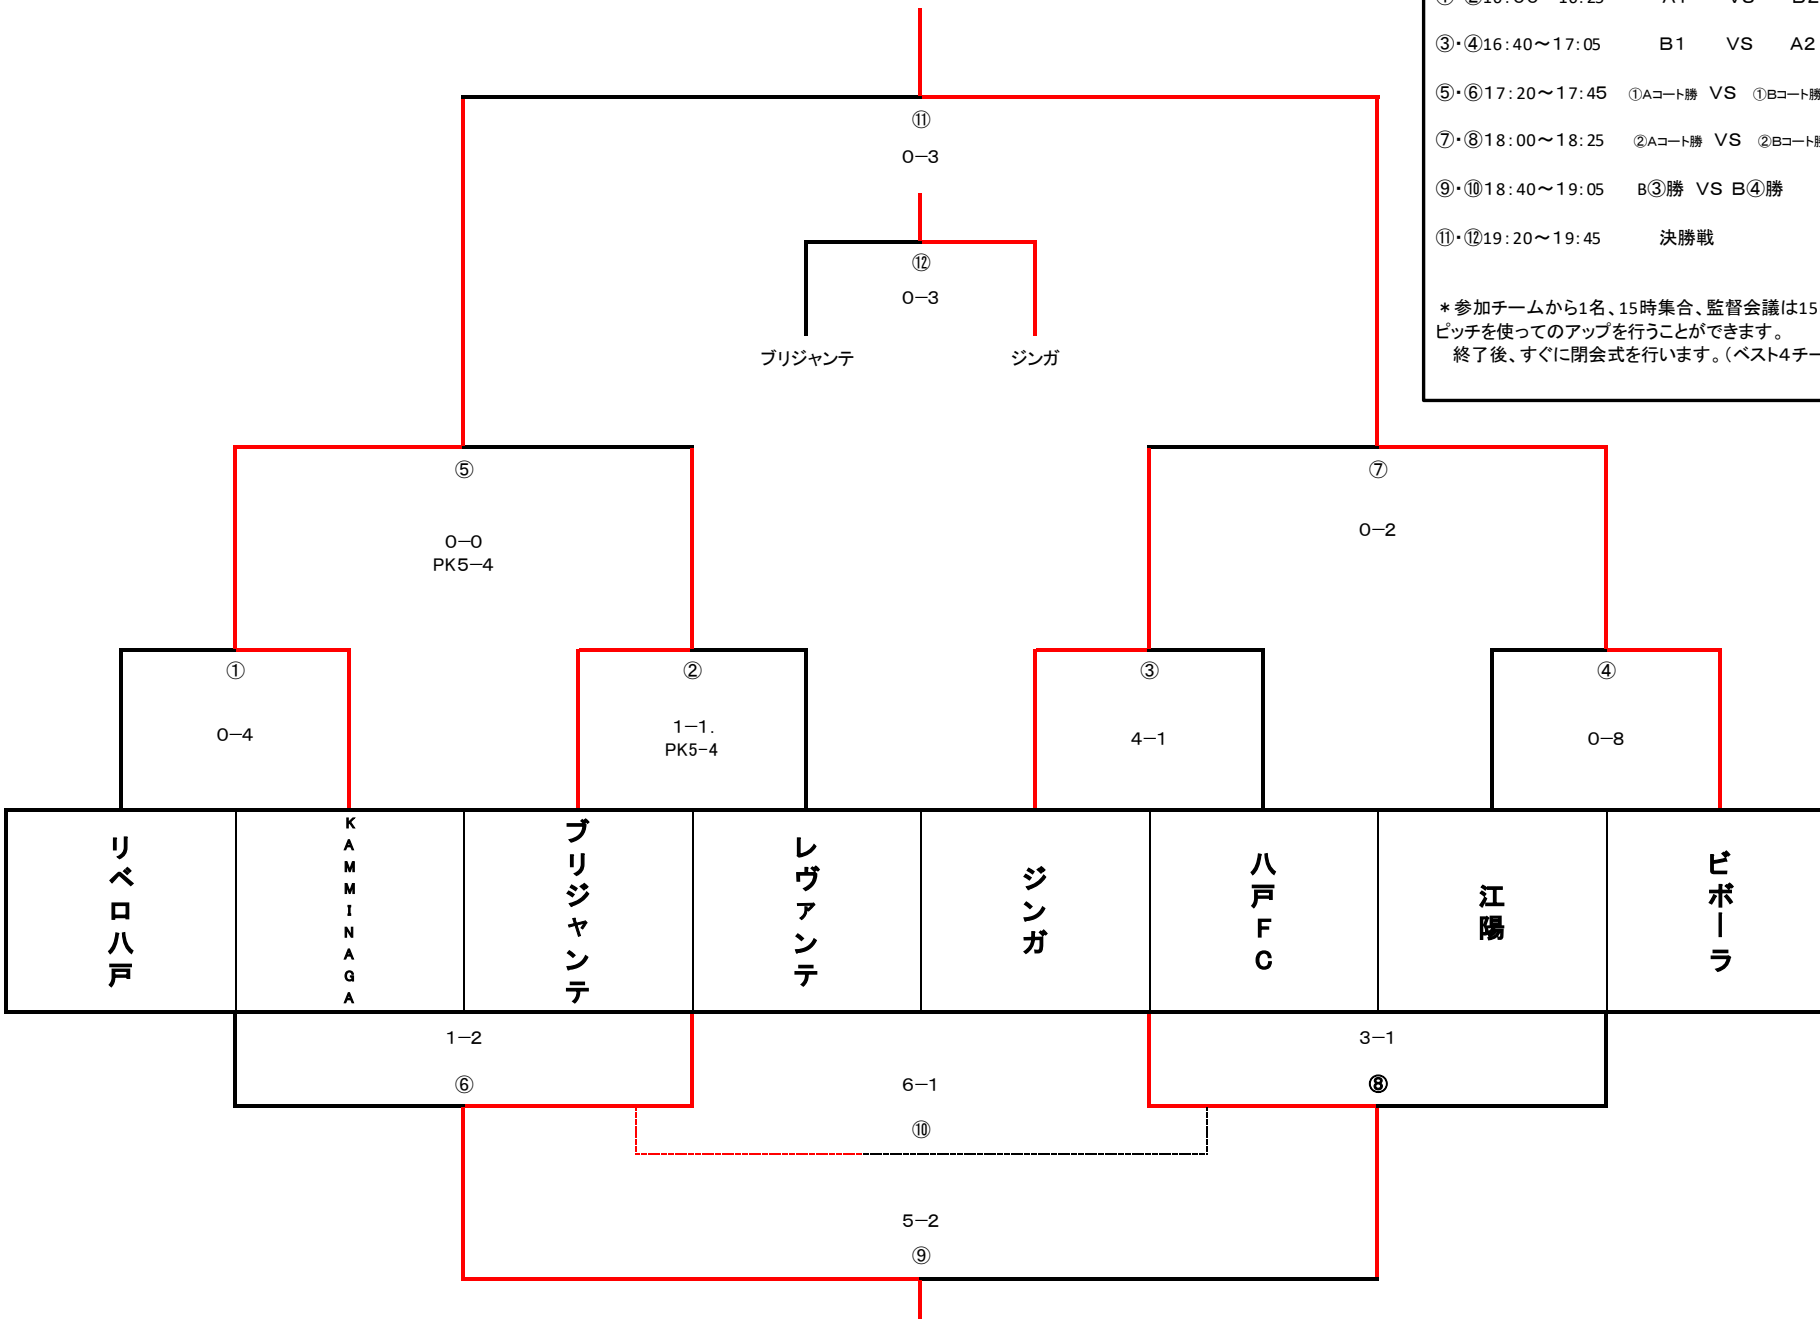 ③・④16:40～17:05 B1 VS A2
⑤・⑥17:20～17:45 ①Aコート勝 VS ①Bコート勝
⑦・⑧18:00～18:25 ②Aコート勝 VS ②Bコート勝
⑨・⑩18:40～19:05 B③勝 VS B④勝
⑪・⑫19:20～19:45 決勝戦
＊参加チームから1名、15時集合、監督会議は15
ピッチを使ってのアップを行うことができます。
終了後、すぐに閉会式を行います。（ベスト4チー
⑪
0－3
⑫
0－3
ブリジャンテ
ジンガ
⑤
0－0
PK5－4
⑦
0－2
①
0－4
②
1－1.
PK5-4
③
4－1
④
0－8
リベロ八戸
KAMMINAGA
ブリジャンテ
レヴァンテ
ジンガ
八戸FC
江陽
ビボーラ
1－2
⑥
6－1
⑩
3－1
⑧
5－2
⑨